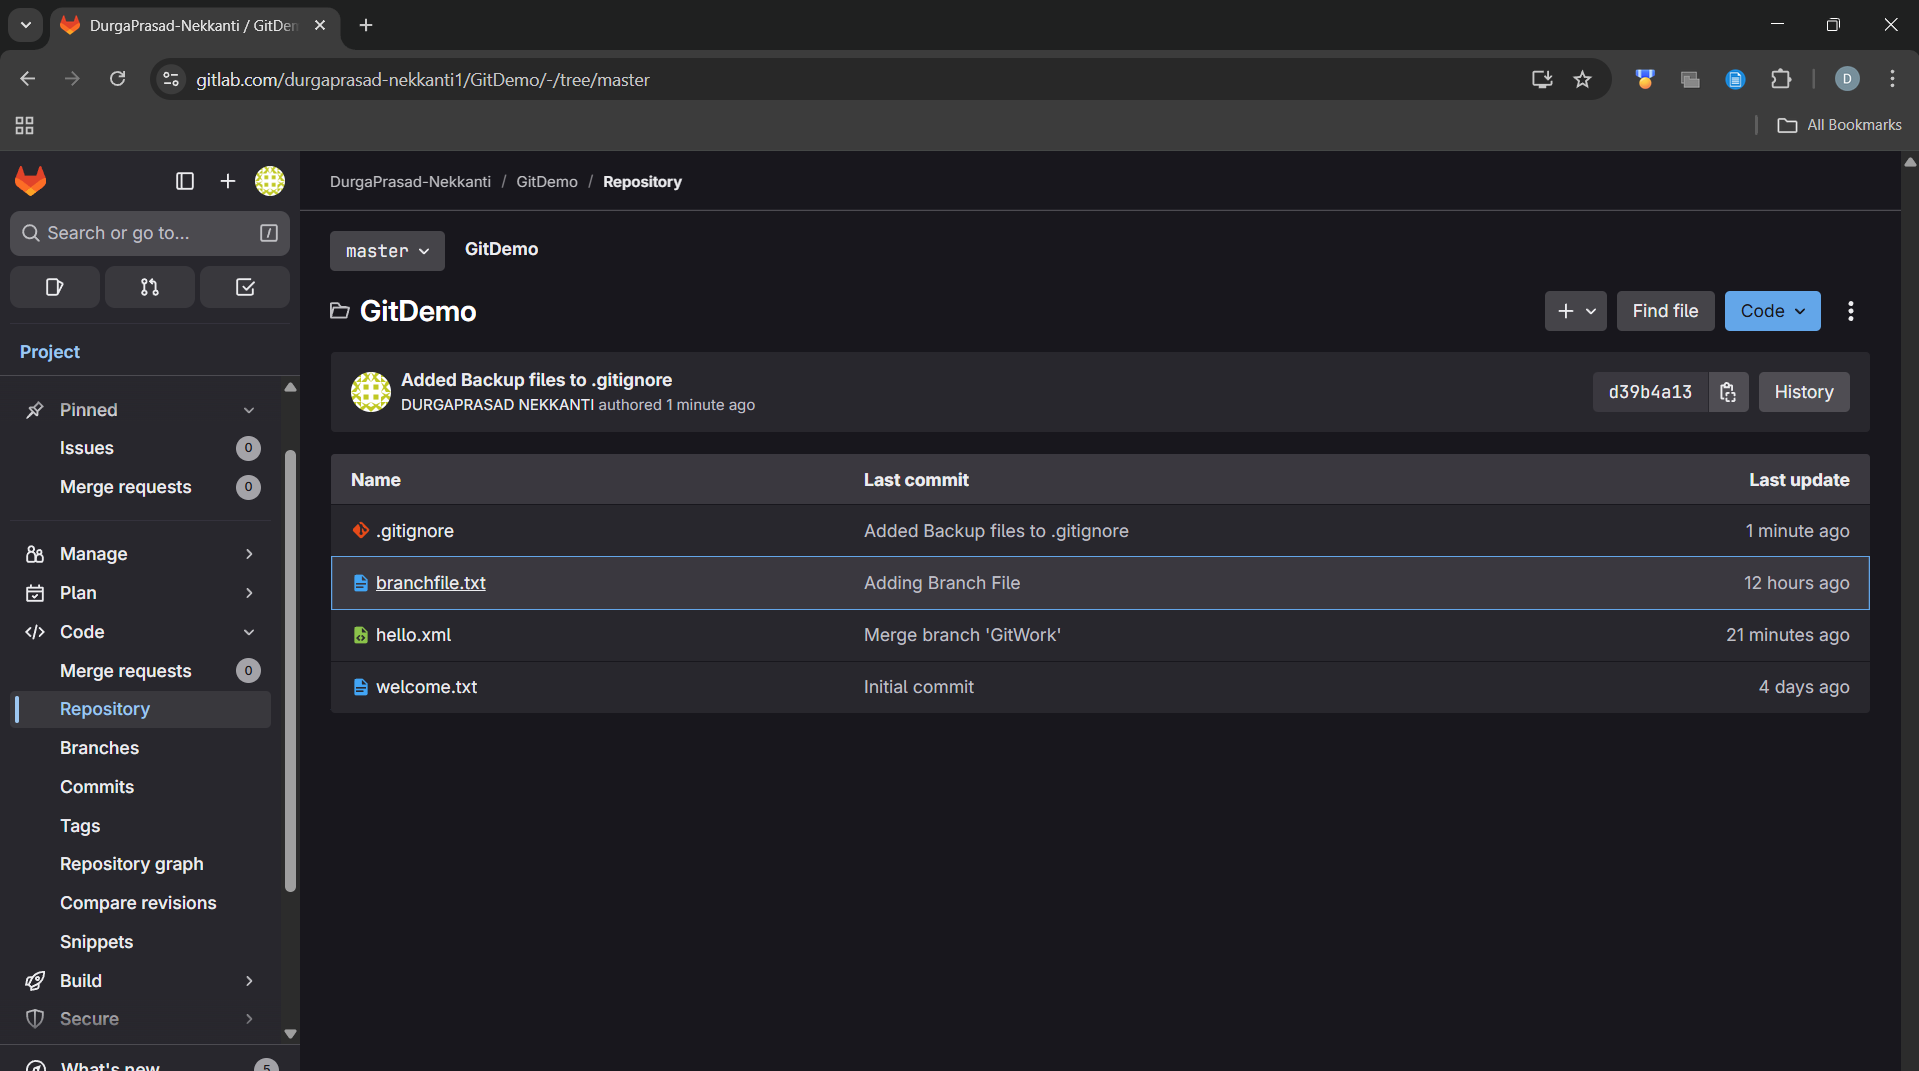 DurgaPrasad-Nekkanti / GitDem
gitlab.com/durgaprasad-nekkanti1/GitDemo/-/tree/master
D
All Bookmarks
Search or go to...
/
Project
Pinned
Issues 0
Merge requests 0
Manage
Plan
Code
Merge requests 0
Repository
Branches
Commits
Tags
Repository graph
Compare revisions
Snippets
Build
Secure
What's new 5
DurgaPrasad-Nekkanti / GitDemo / Repository
master GitDemo
GitDemo
Find file Code
Added Backup files to .gitignore
DURGAPRASAD NEKKANTI authored 1 minute ago
d39b4a13 History
Name Last commit Last update
.gitignore Added Backup files to .gitignore 1 minute ago
branchfile.txt Adding Branch File 12 hours ago
hello.xml Merge branch 'GitWork' 21 minutes ago
welcome.txt Initial commit 4 days ago